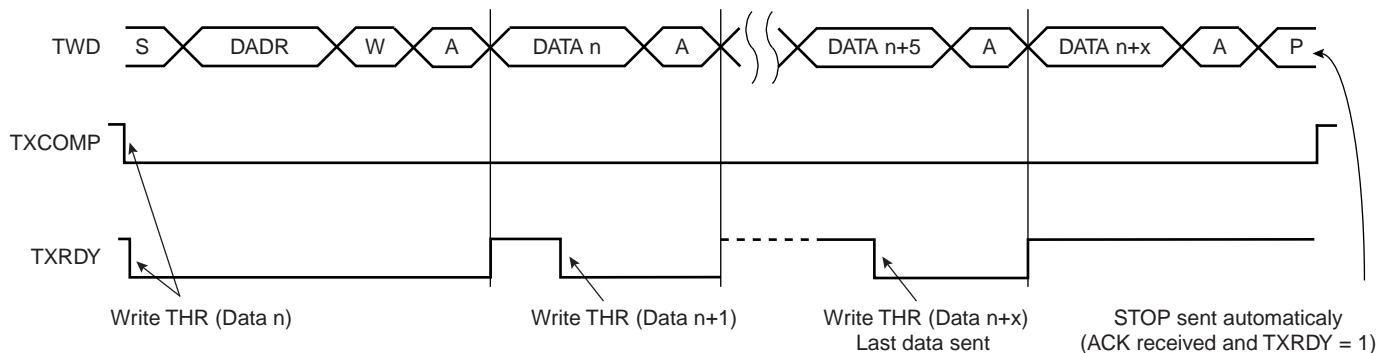 TWD S DADR W A DATA n A DATA n+5 A DATA n+x A P
TXCOMP
TXRDY
Write THR (Data n)
Write THR (Data n+1)
Write THR (Data n+x)
Last data sent
STOP sent automaticaly
(ACK received and TXRDY = 1)